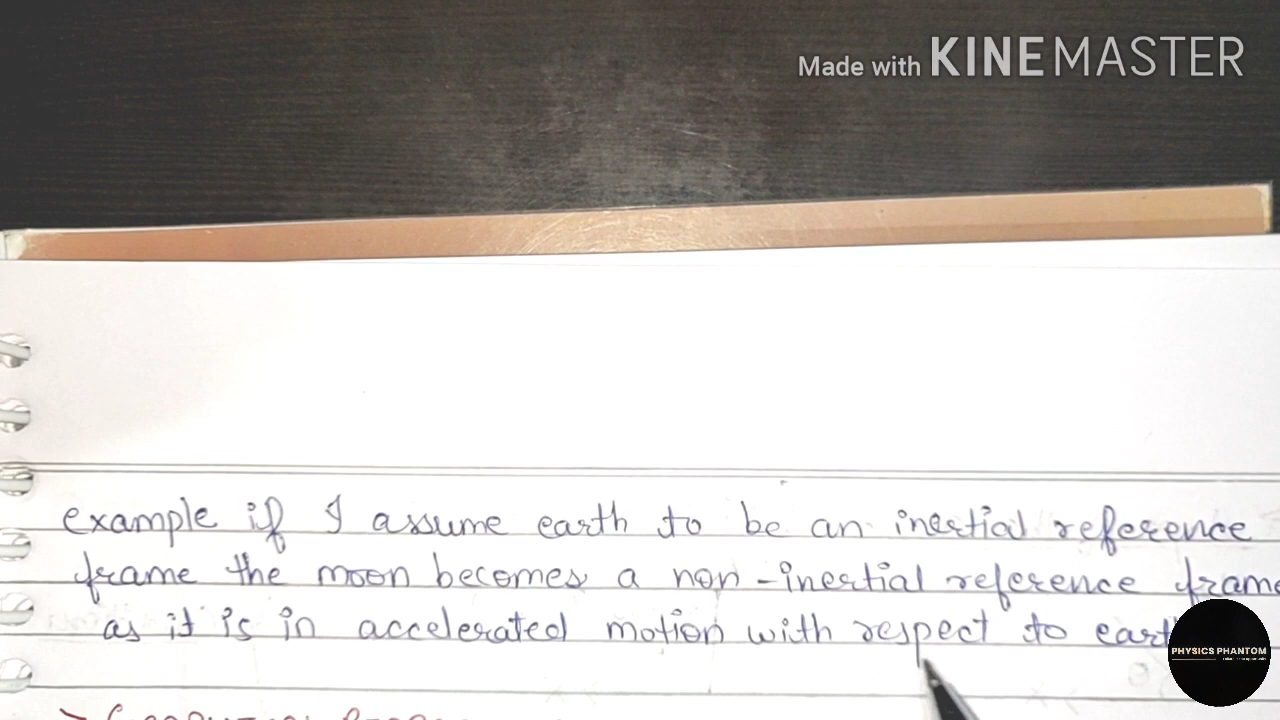 Made with KINEMASTER
example if I assume earth to be an inertial reference
frame the moon becomes a non-inertial reference frame
as it is in accelerated motion with respect to eart
PHYSICS PHANTOM